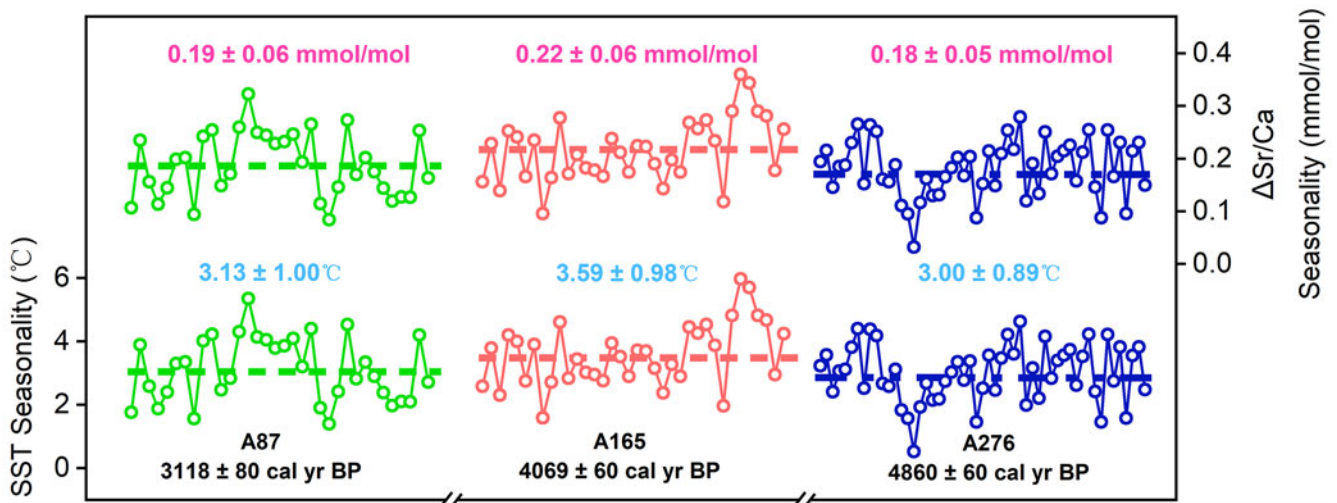 0.19 ± 0.06 mmol/mol
0.22 ± 0.06 mmol/mol
0.18 ± 0.05 mmol/mol
0.4
0.3
0.2
0.1
0.0
ΔSr/Ca
Seasonality (mmol/mol)
SST Seasonality (℃)
6
4
2
0
3.13 ± 1.00℃
3.59 ± 0.98℃
3.00 ± 0.89℃
A87
3118 ± 80 cal yr BP
A165
4069 ± 60 cal yr BP
A276
4860 ± 60 cal yr BP